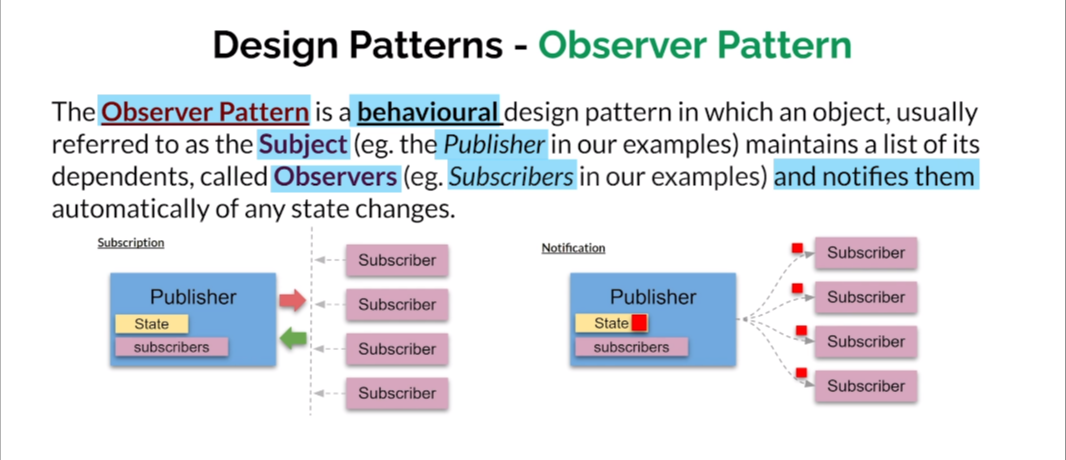 Design Patterns - Observer Pattern
The Observer Pattern is a behavioural design pattern in which an object, usually
referred to as the Subject (eg. the Publisher in our examples) maintains a list of its
dependents, called Observers (eg. Subscribers in our examples) and notifies them
automatically of any state changes.
Subscription
Publisher
State
subscribers
Subscriber
Subscriber
Subscriber
Subscriber
Notification
Publisher
State
subscribers
Subscriber
Subscriber
Subscriber
Subscriber